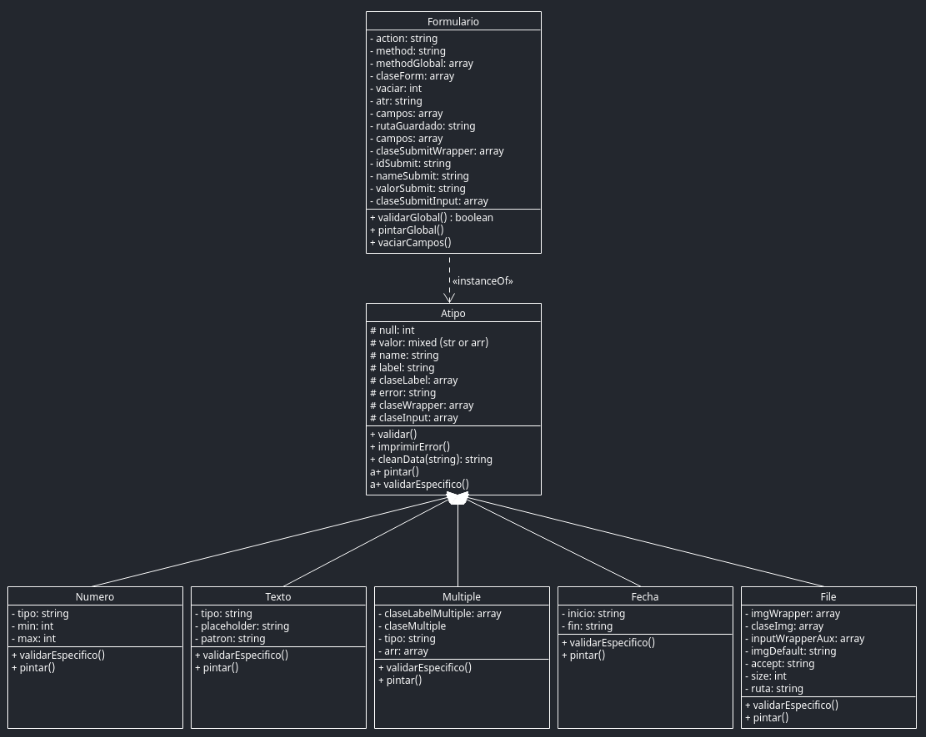 Formulario
- action: string
- method: string
- methodGlobal: array
- claseForm: array
- vaciar: int
- atr: string
- campos: array
- rutaGuardado: string
- campos: array
- claseSubmitWrapper: array
- idSubmit: string
- nameSubmit: string
- valorSubmit: string
- claseSubmitInput: array
+ validarGlobal() : boolean
+ pintarGlobal()
+ vaciarCampos()
«instanceOf»
Atipo
# null: int
# valor: mixed (str or arr)
# name: string
# label: string
# claseLabel: array
# error: string
# claseWrapper: array
# claseInput: array
+ validar()
+ imprimirError()
+ cleanData(string): string
a+ pintar()
a+ validarEspecifico()
Numero
- tipo: string
- min: int
- max: int
+ validarEspecifico()
+ pintar()
Texto
- tipo: string
- placeholder: string
- patron: string
+ validarEspecifico()
+ pintar()
Multiple
- claseLabelMultiple: array
- claseMultiple
- tipo: string
- arr: array
+ validarEspecifico()
+ pintar()
Fecha
- inicio: string
- fin: string
+ validarEspecifico()
+ pintar()
File
- imgWrapper: array
- claseImg: array
- inputWrapperAux: array
- imgDefault: string
- accept: string
- size: int
- ruta: string
+ validarEspecifico()
+ pintar()